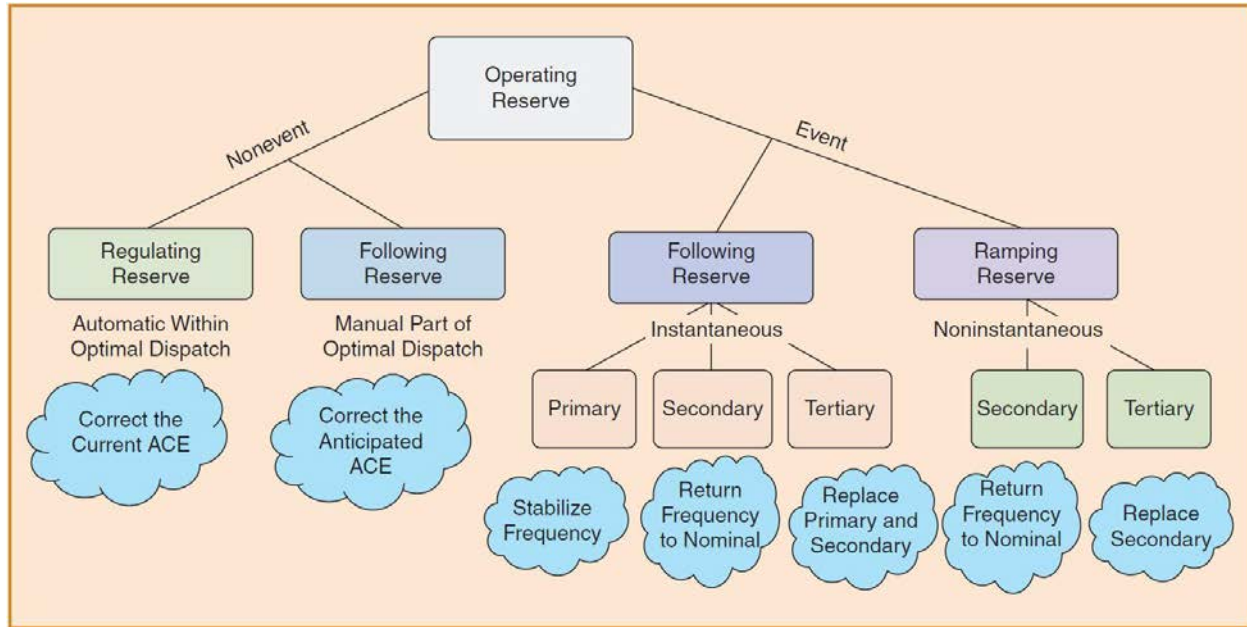 Operating
Reserve
Nonevent
Event
Regulating
Reserve
Following
Reserve
Following
Reserve
Ramping
Reserve
Automatic Within
Optimal Dispatch
Manual Part of
Optimal Dispatch
Instantaneous
Noninstantaneous
Correct the
Current ACE
Correct the
Anticipated
ACE
Primary
Secondary
Tertiary
Secondary
Tertiary
Stabilize
Frequency
Return
Frequency
to Nominal
Replace
Primary and
Secondary
Return
Frequency
to Nominal
Replace
Secondary